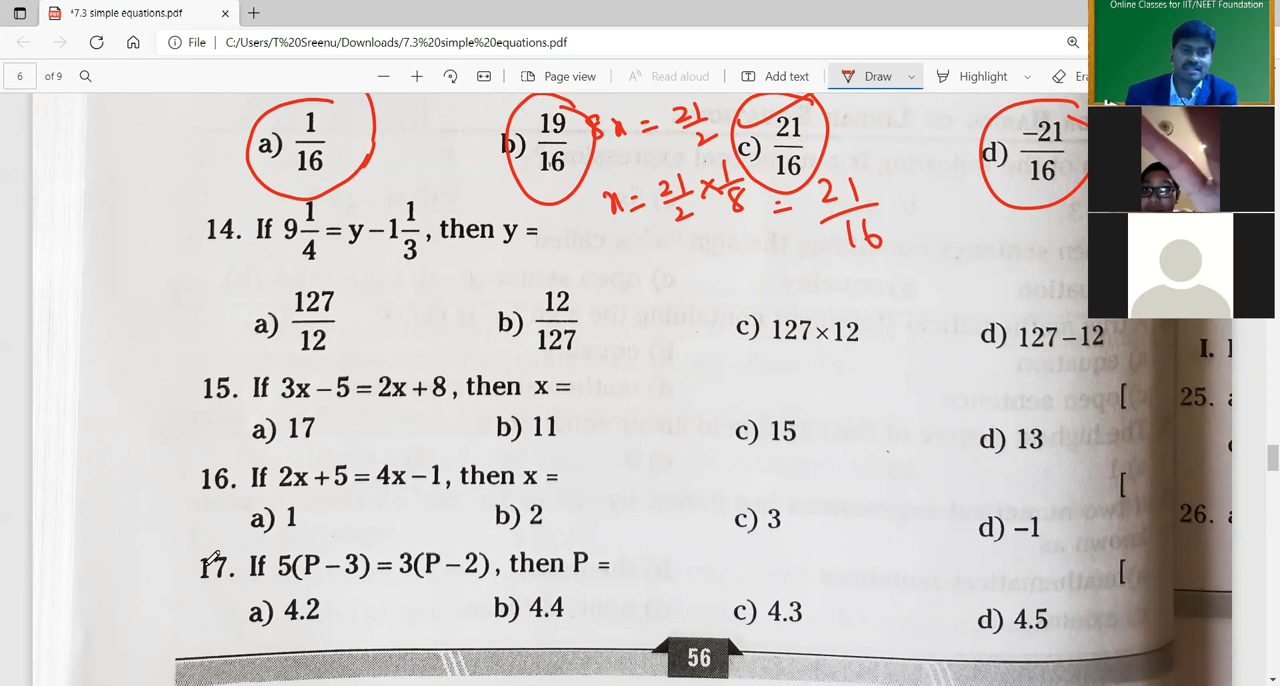 *7.3 simple equations.pdf
File C:/Users/T%20Sreenu/Downloads/7.3%20simple%20equations.pdf
6 of 9 Page view Read aloud Add text Draw Highlight
Online Classes for IIT/NEET Foundation
a) 1/16 b) 19/16 c) 21/16 d) -21/16
8x = 21/2
x = 21/2 × 1/8 = 21/16
14. If 9 1/4 = y – 1 1/3, then y =
a) 127/12 b) 12/127 c) 127×12 d) 127–12
15. If 3x – 5 = 2x + 8, then x = [
a) 17 b) 11 c) 15 d) 13
16. If 2x + 5 = 4x – 1, then x = [
a) 1 b) 2 c) 3 d) –1
17. If 5(P – 3) = 3(P – 2), then P = [
a) 4.2 b) 4.4 c) 4.3 d) 4.5
56
I.
25.
26.